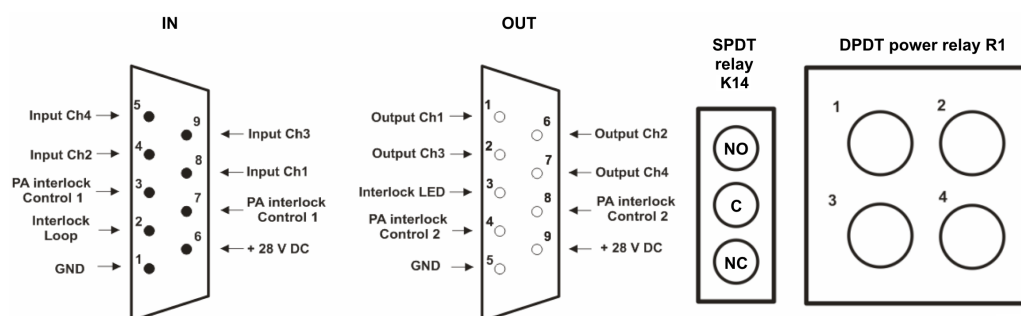 IN
Input Ch4
Input Ch2
PA interlock
Control 1
Interlock
Loop
GND
5
4
3
2
1
9
8
7
6
Input Ch3
Input Ch1
PA interlock
Control 1
+ 28 V DC
OUT
Output Ch1
Output Ch3
Interlock LED
PA interlock
Control 2
GND
1
2
3
4
5
6
7
8
9
Output Ch2
Output Ch4
PA interlock
Control 2
+ 28 V DC
SPDT
relay
K14
NO
C
NC
DPDT power relay R1
1
2
3
4